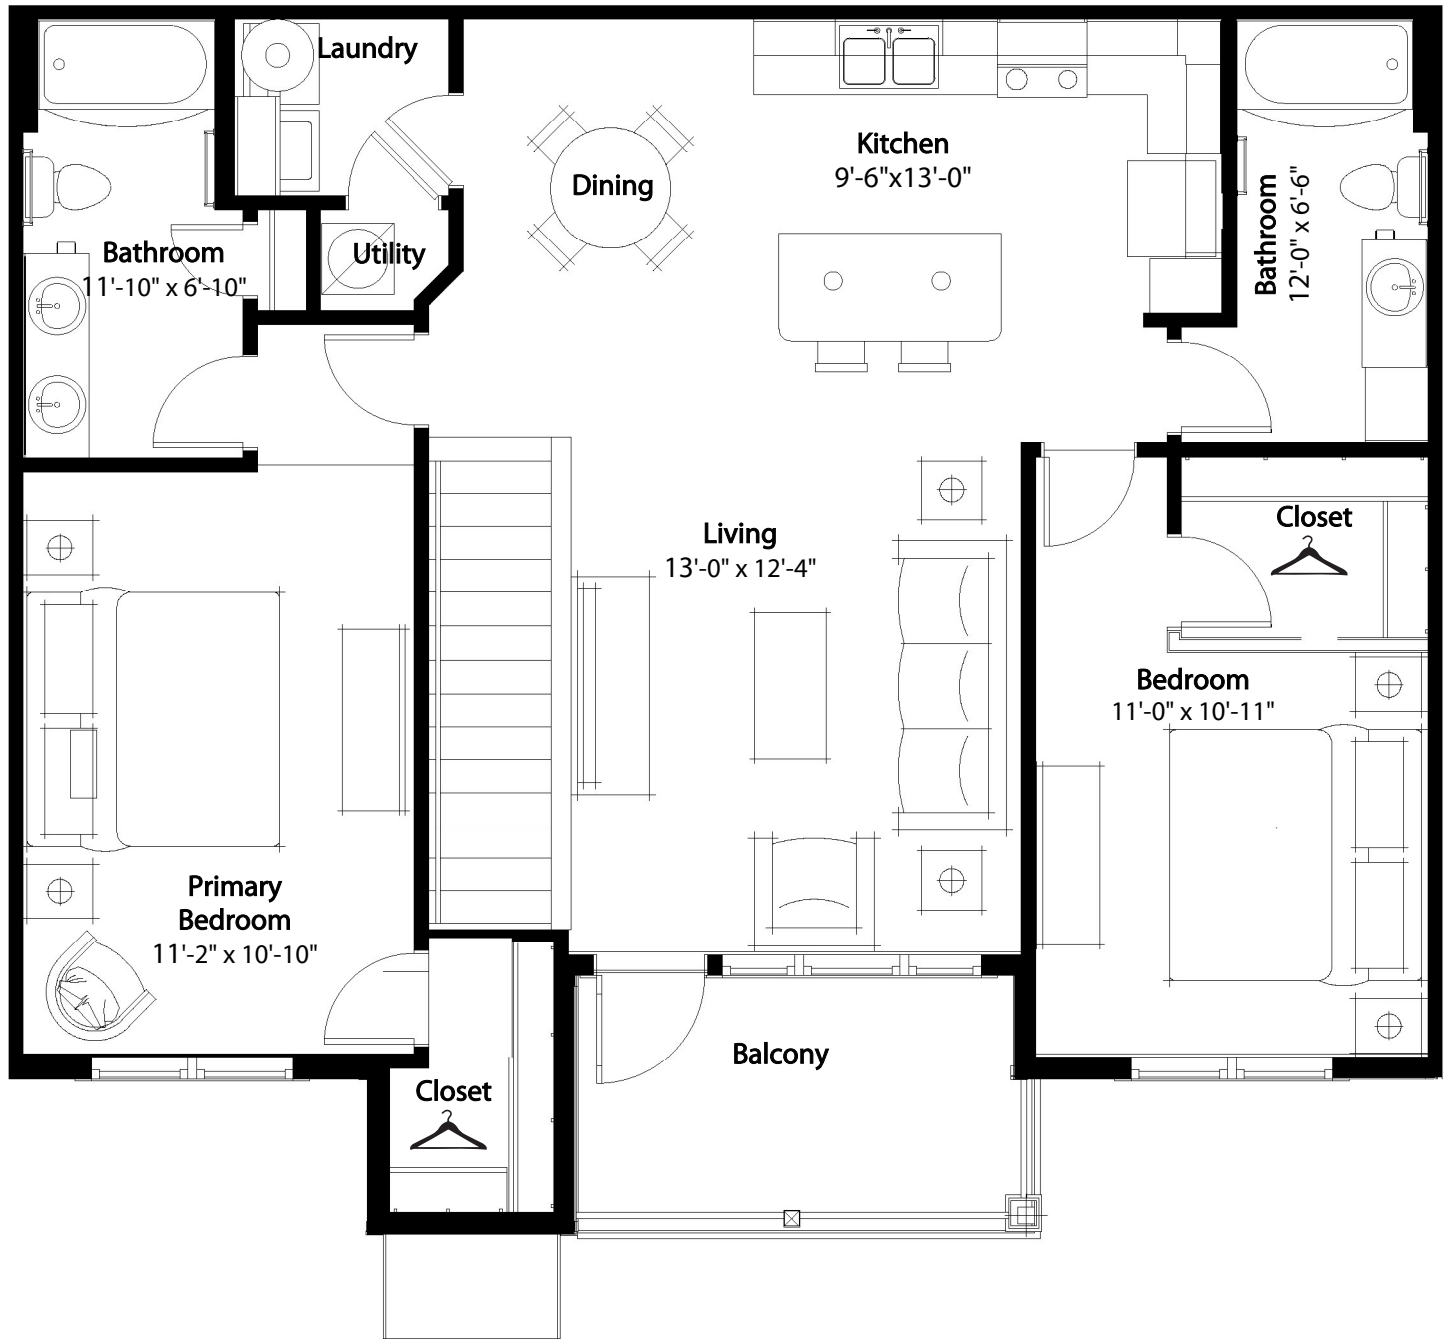 Laundry
Kitchen
9'-6"x13'-0"
Dining
Bathroom
11'-10" x 6'-10"
Utility
Bathroom
12'-0" x 6'-6"
Living
13'-0" x 12'-4"
Closet
Bedroom
11'-0" x 10'-11"
Primary
Bedroom
11'-2" x 10'-10"
Balcony
Closet